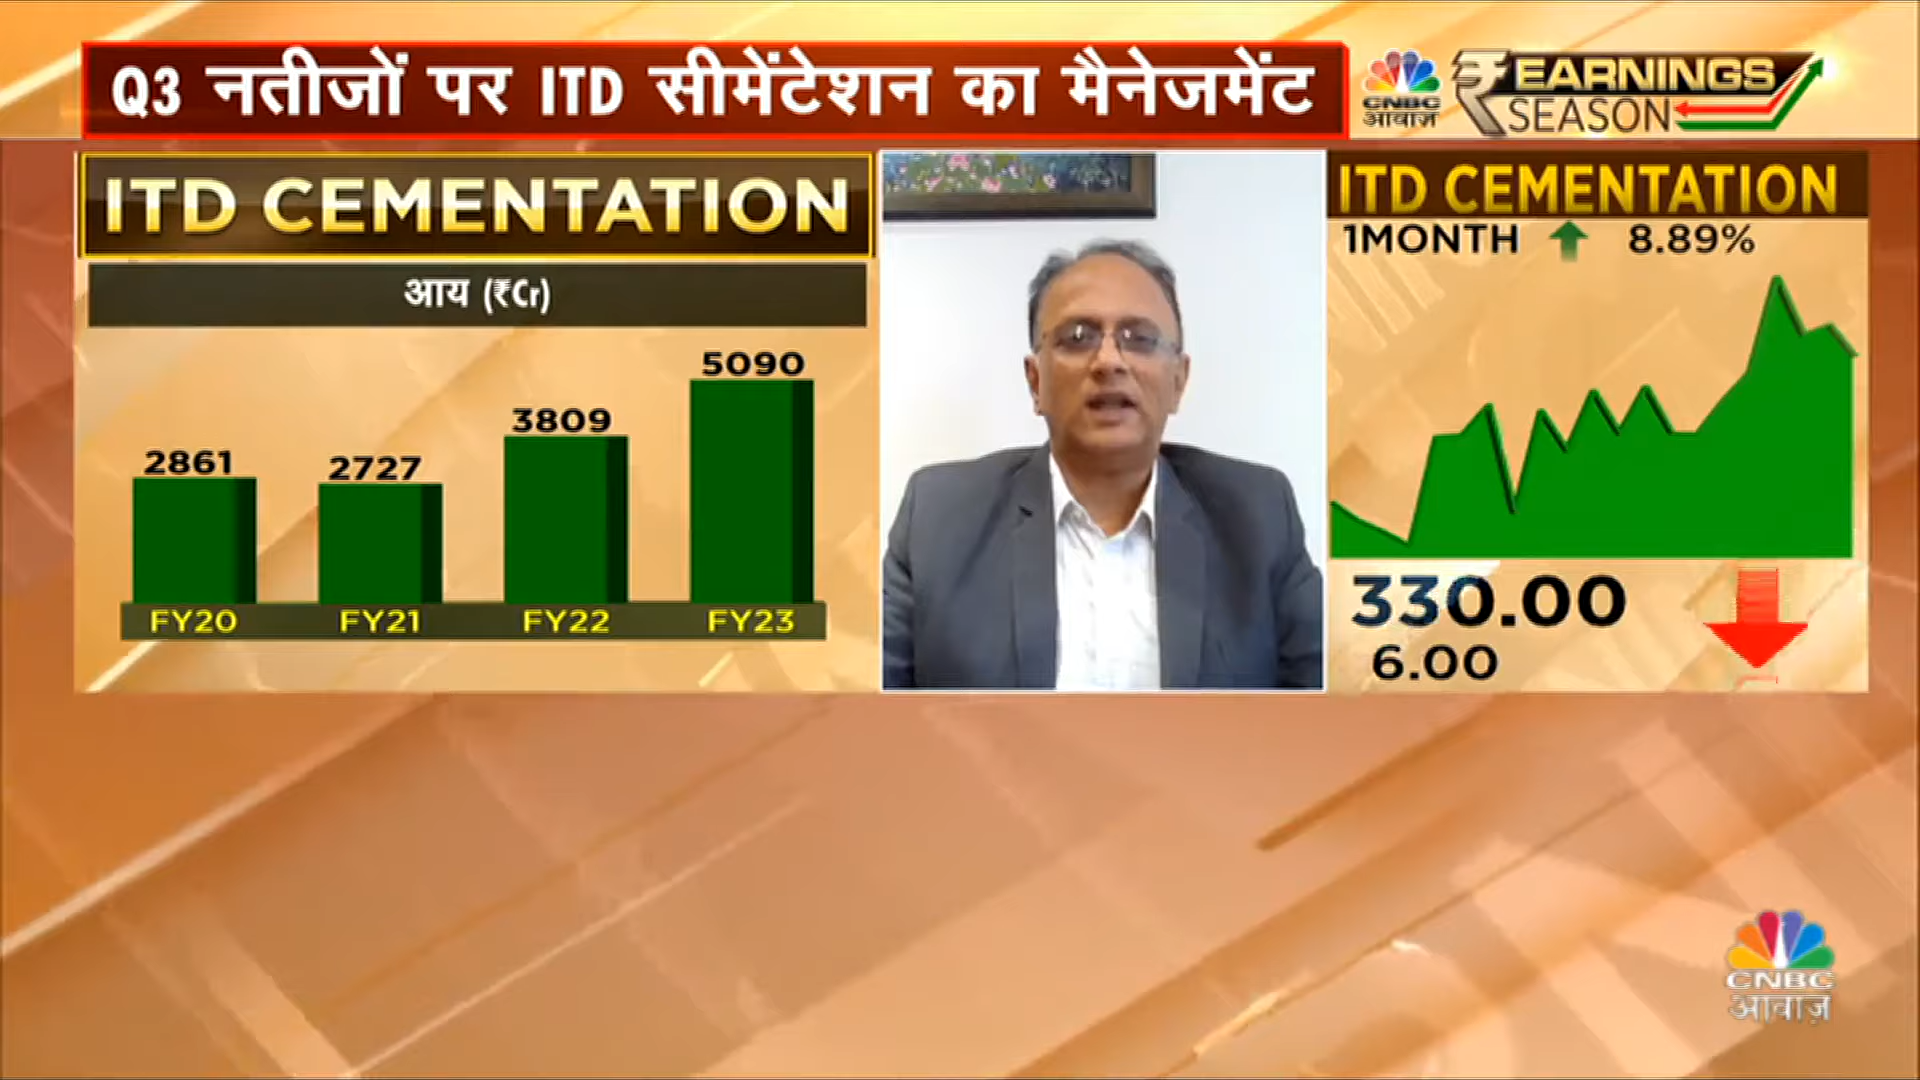 Q3 नतीजों पर ITD सीमेंटेशन का मैनेजमेंट
CNBC
आवाज़
₹ EARNINGS
SEASON
ITD CEMENTATION
आय (₹Cr)
2861
2727
3809
5090
FY20
FY21
FY22
FY23
ITD CEMENTATION
1MONTH 8.89%
330.00
6.00
CNBC
आवाज़